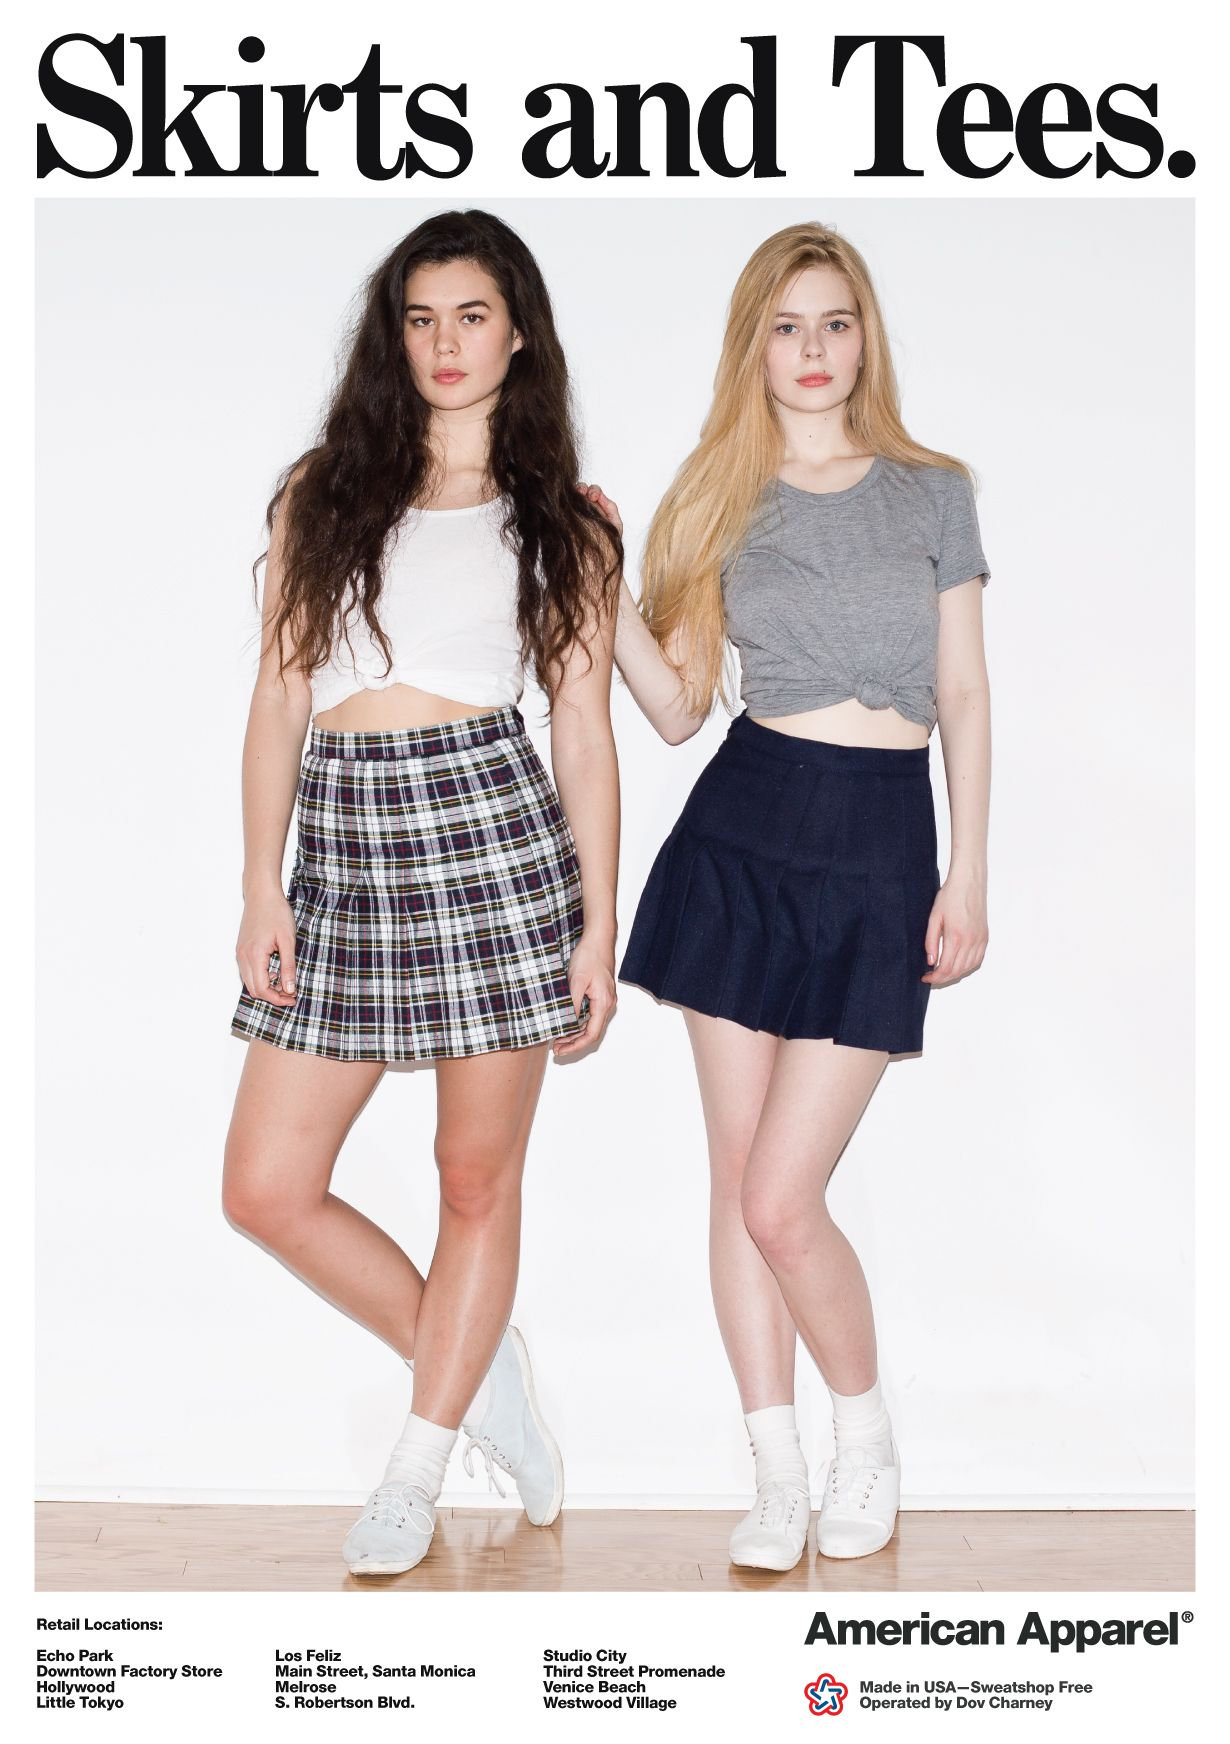 Skirts and Tees.
Retail Locations:
Echo Park
Downtown Factory Store
Hollywood
Little Tokyo
Los Feliz
Main Street, Santa Monica
Melrose
S. Robertson Blvd.
Studio City
Third Street Promenade
Venice Beach
Westwood Village
American Apparel®
Made in USA—Sweatshop Free
Operated by Dov Charney